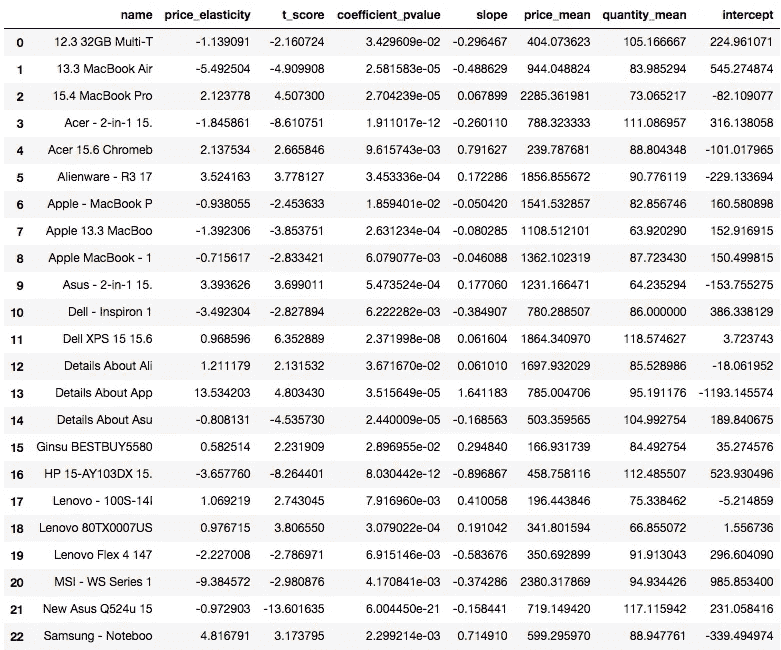 name price_elasticity t_score coefficient_pvalue slope price_mean quantity_mean intercept
0 12.3 32GB Multi-T -1.139091 -2.160724 3.429609e-02 -0.296467 404.073623 105.166667 224.961071
1 13.3 MacBook Air -5.492504 -4.909908 2.581583e-05 -0.488629 944.048824 83.985294 545.274874
2 15.4 MacBook Pro 2.123778 4.507300 2.704239e-05 0.067899 2285.361981 73.065217 -82.109077
3 Acer - 2-in-1 15. -1.845861 -8.610751 1.911017e-12 -0.260110 788.323333 111.086957 316.138058
4 Acer 15.6 Chromeb 2.137534 2.665846 9.615743e-03 0.791627 239.787681 88.804348 -101.017965
5 Alienware - R3 17 3.524163 3.778127 3.453336e-04 0.172286 1856.855672 90.776119 -229.133694
6 Apple - MacBook P -0.938055 -2.453633 1.859401e-02 -0.050420 1541.532857 82.856746 160.580898
7 Apple 13.3 MacBoo -1.392306 -3.853751 2.631234e-04 -0.080285 1108.512101 63.920290 152.916915
8 Apple MacBook - 1 -0.715617 -2.833421 6.079077e-03 -0.046088 1362.102319 87.723430 150.499815
9 Asus - 2-in-1 15. 3.393626 3.699011 5.473524e-04 0.177060 1231.166471 64.235294 -153.755275
10 Dell - Inspiron 1 -3.492304 -2.827894 6.222282e-03 -0.384907 780.288507 86.000000 386.338129
11 Dell XPS 15 15.6 0.968596 6.352889 2.371998e-08 0.061604 1864.340970 118.574627 3.723743
12 Details About Ali 1.211179 2.131532 3.671670e-02 0.061010 1697.932029 85.528986 -18.061952
13 Details About App 13.534203 4.803430 3.515649e-05 1.641183 785.004706 95.191176 -1193.145574
14 Details About Asu -0.808131 -4.535730 2.440009e-05 -0.168563 503.359565 104.992754 189.840675
15 Ginsu BESTBUY5580 0.582514 2.231909 2.896955e-02 0.294840 166.931739 84.492754 35.274576
16 HP 15-AY103DX 15. -3.657760 -8.264401 8.030442e-12 -0.896867 458.758116 112.485507 523.930496
17 Lenovo - 100S-14I 1.069219 2.743045 7.916960e-03 0.410058 196.443846 75.338462 -5.214859
18 Lenovo 80TX0007US 0.976715 3.806550 3.079022e-04 0.191042 341.801594 66.855072 1.556736
19 Lenovo Flex 4 147 -2.227008 -2.786971 6.915146e-03 -0.583676 350.692899 91.913043 296.604090
20 MSI - WS Series 1 -9.384572 -2.980876 4.170841e-03 -0.374286 2380.317869 94.934426 985.853400
21 New Asus Q524u 15 -0.972903 -13.601635 6.004450e-21 -0.158441 719.149420 117.115942 231.058416
22 Samsung - Noteboo 4.816791 3.173795 2.299214e-03 0.714910 599.295970 88.947761 -339.494974